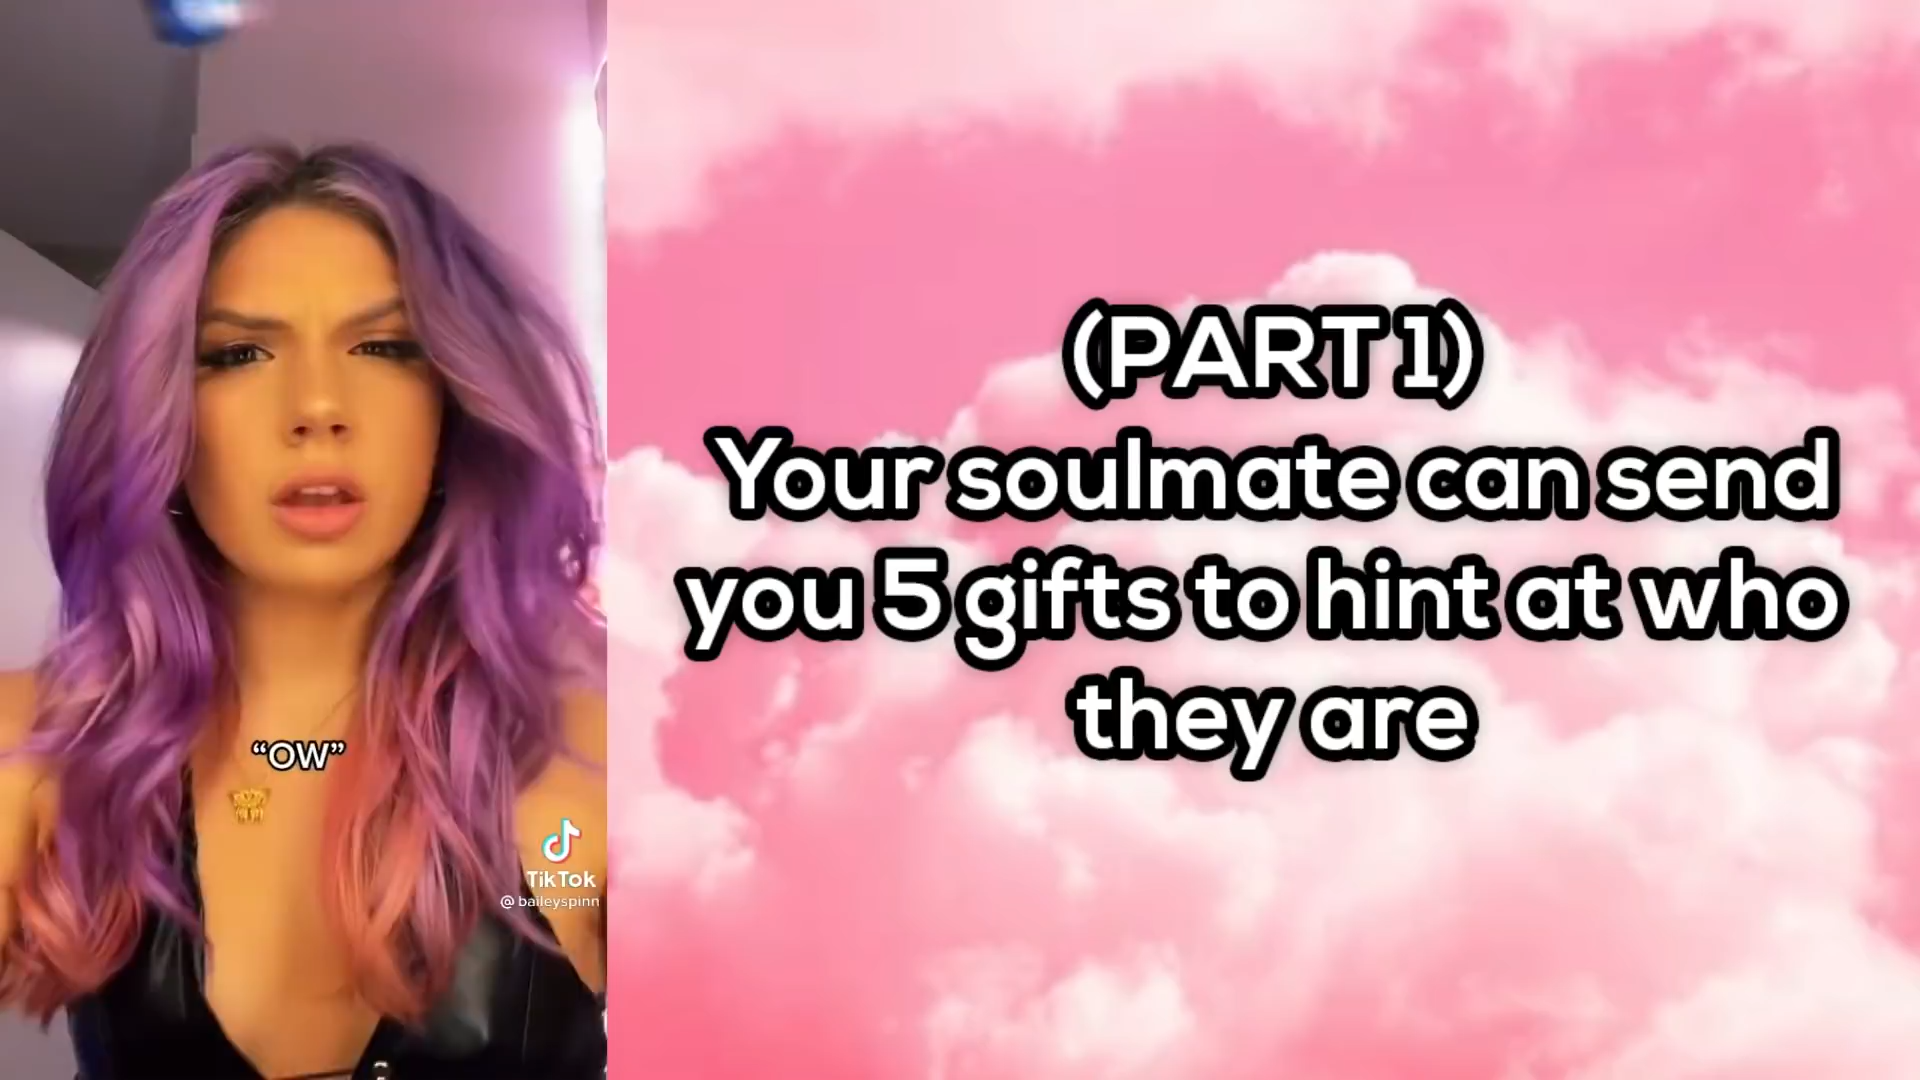 “OW”
TikTok
@baileyspinn
(PART 1)
Your soulmate can send
you 5 gifts to hint at who
they are